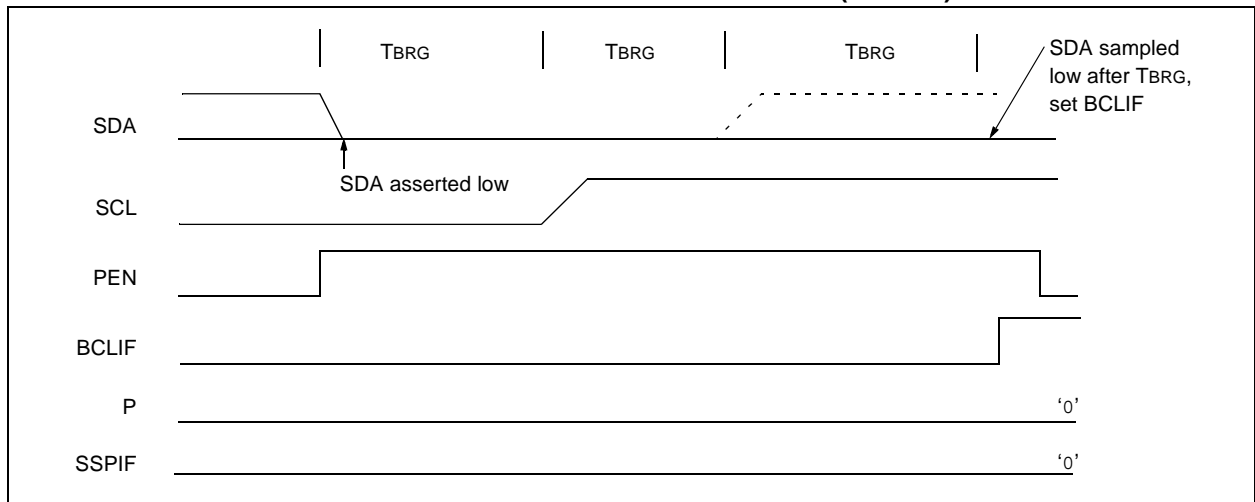 TBRG TBRG TBRG
SDA sampled
low after TBRG,
set BCLIF
SDA
SDA asserted low
SCL
PEN
BCLIF
P '0'
SSPIF '0'